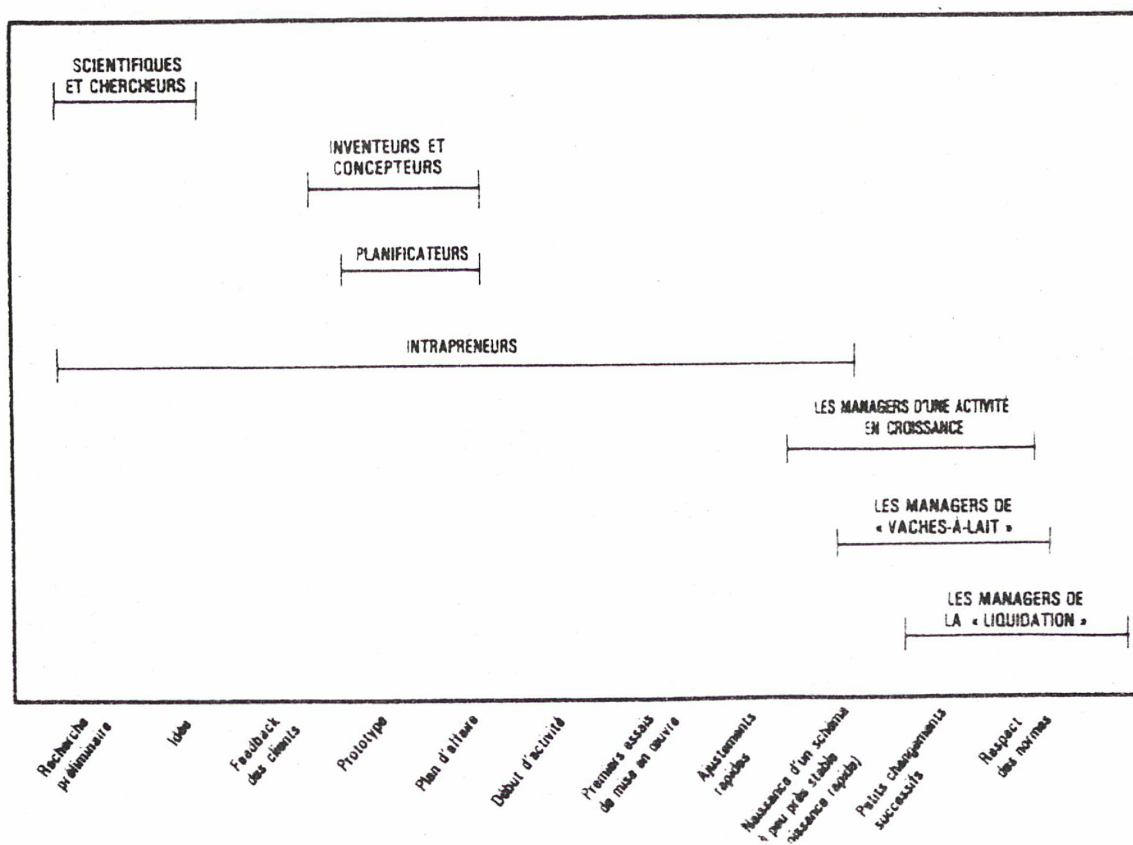 SCIENTIFIQUES
ET CHERCHEURS
INVENTEURS ET
CONCEPTEURS
PLANIFICATEURS
INTRAPRENEURS
LES MANAGERS D'UNE ACTIVITÉ
EN CROISSANCE
LES MANAGERS DE
« VACHES-À-LAIT »
LES MANAGERS DE
LA « LIQUIDATION »
Recherche
préliminaire
Idée
Feedback
des clients
Prototype
Plan d'affaire
Début d'activité
Premiers essais
de mise en œuvre
Ajustements
rapides
Naissance d'un schéma
à peu près stable
rapide)
Petits changements
successifs
Respect
des normes